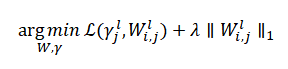 arg min ℒ(γ_j^l, W_{i,j}^l) + λ ∥ W_{i,j}^l ∥_1
W,γ